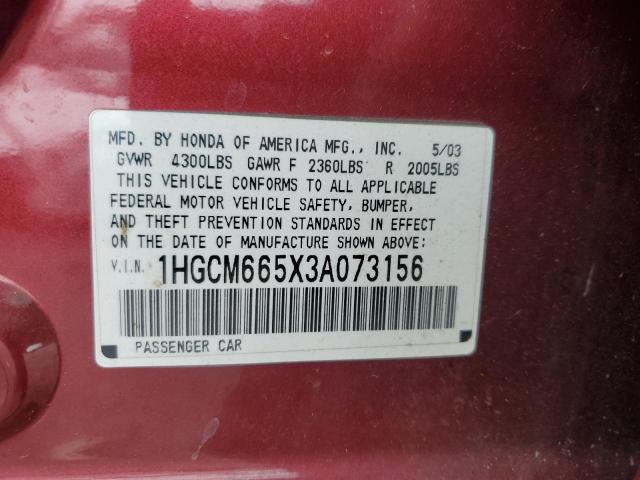 MFD. BY HONDA OF AMERICA MFG., INC. 5/03
GVWR 4300LBS GAWR F 2360LBS R 2005LBS
THIS VEHICLE CONFORMS TO ALL APPLICABLE
FEDERAL MOTOR VEHICLE SAFETY, BUMPER,
AND THEFT PREVENTION STANDARDS IN EFFECT
ON THE DATE OF MANUFACTURE SHOWN ABOVE:
V.I.N. 1HGCM665X3A073156
PASSENGER CAR